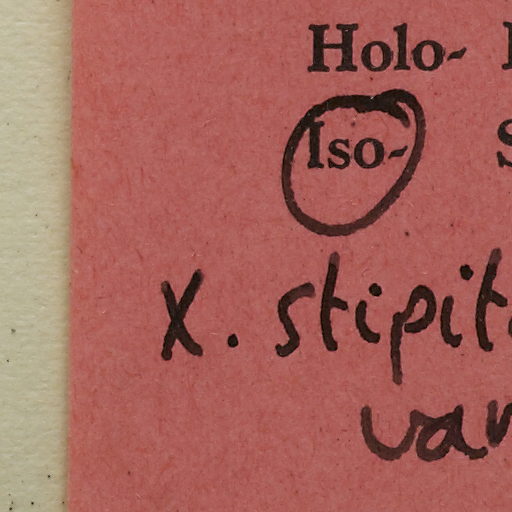 Holo-
Iso- S
X. stipit
var